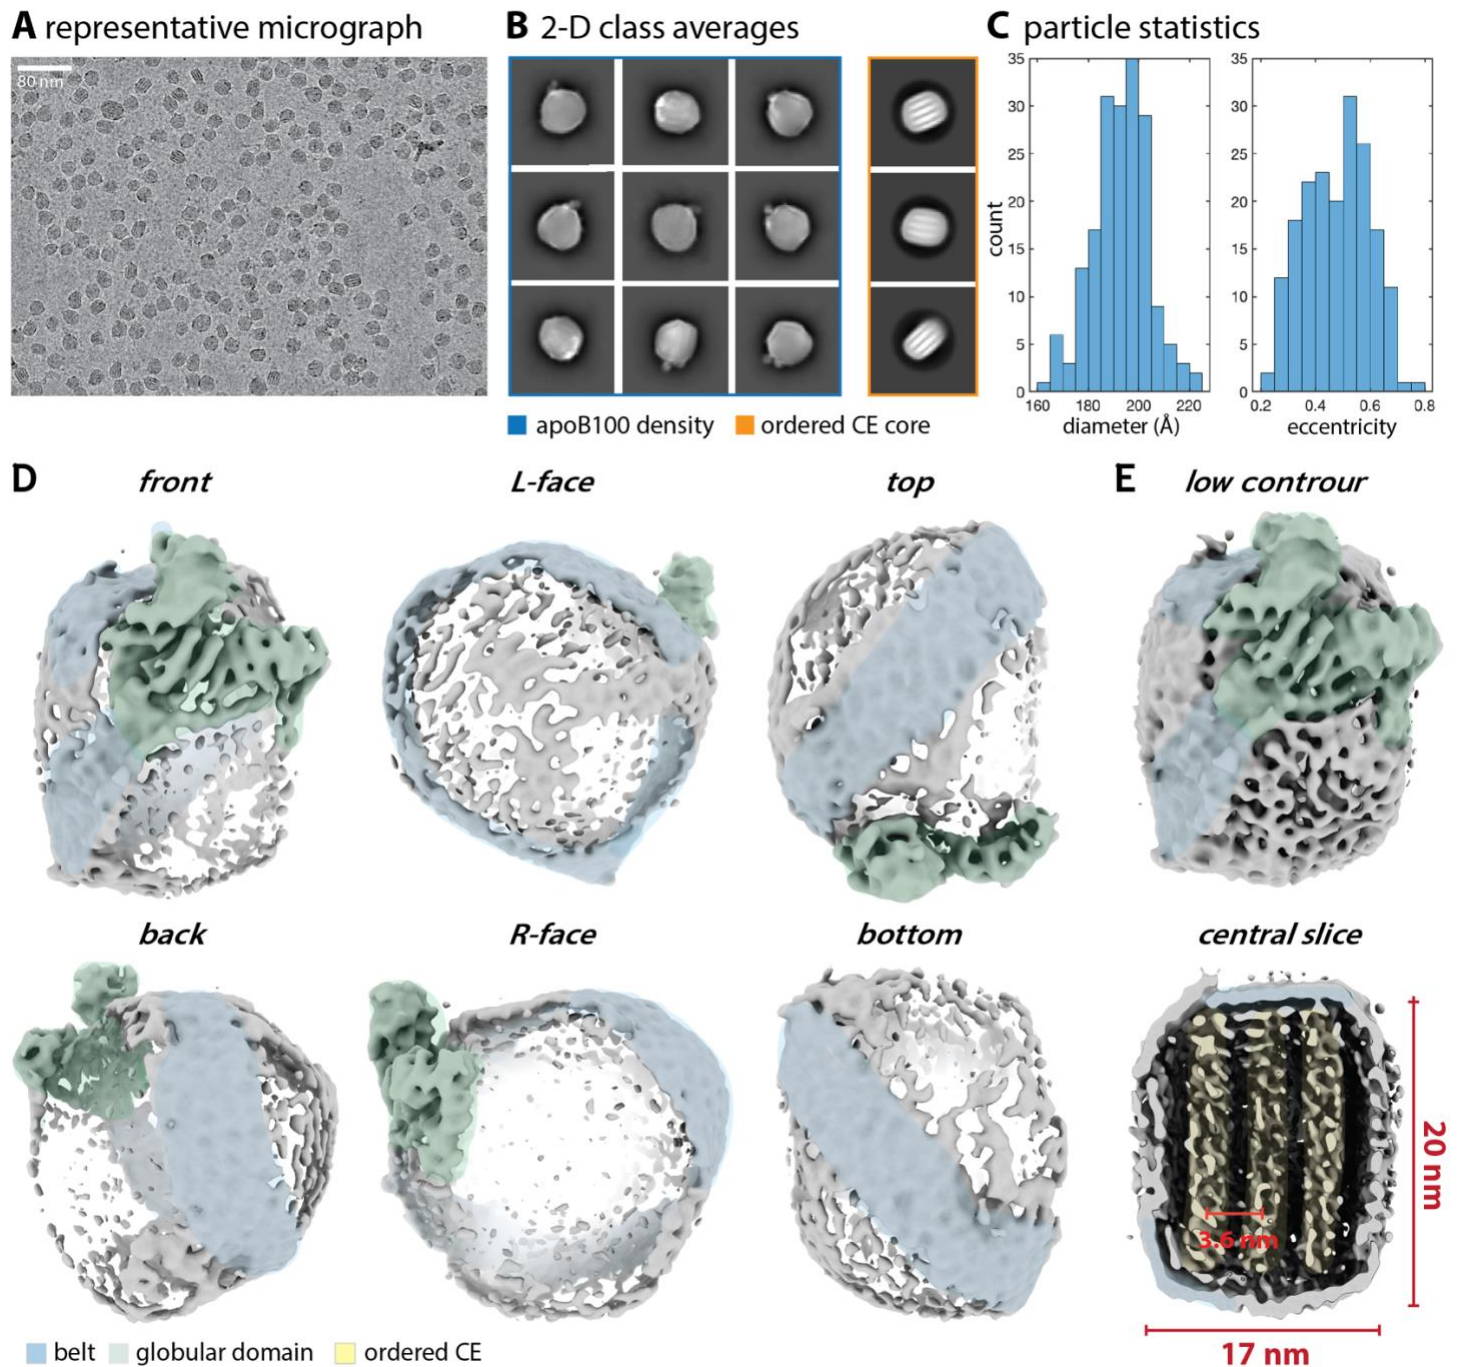 A representative micrograph
80 nm
B 2-D class averages
apoB100 density
ordered CE core
C particle statistics
count
35
30
25
20
15
10
5
0
160 180 200 220
diameter (Å)
35
30
25
20
15
10
5
0
0.2 0.4 0.6 0.8
eccentricity
D
front
L-face
top
E
low controur
back
R-face
bottom
central slice
3.6 nm
20 nm
17 nm
belt
globular domain
ordered CE